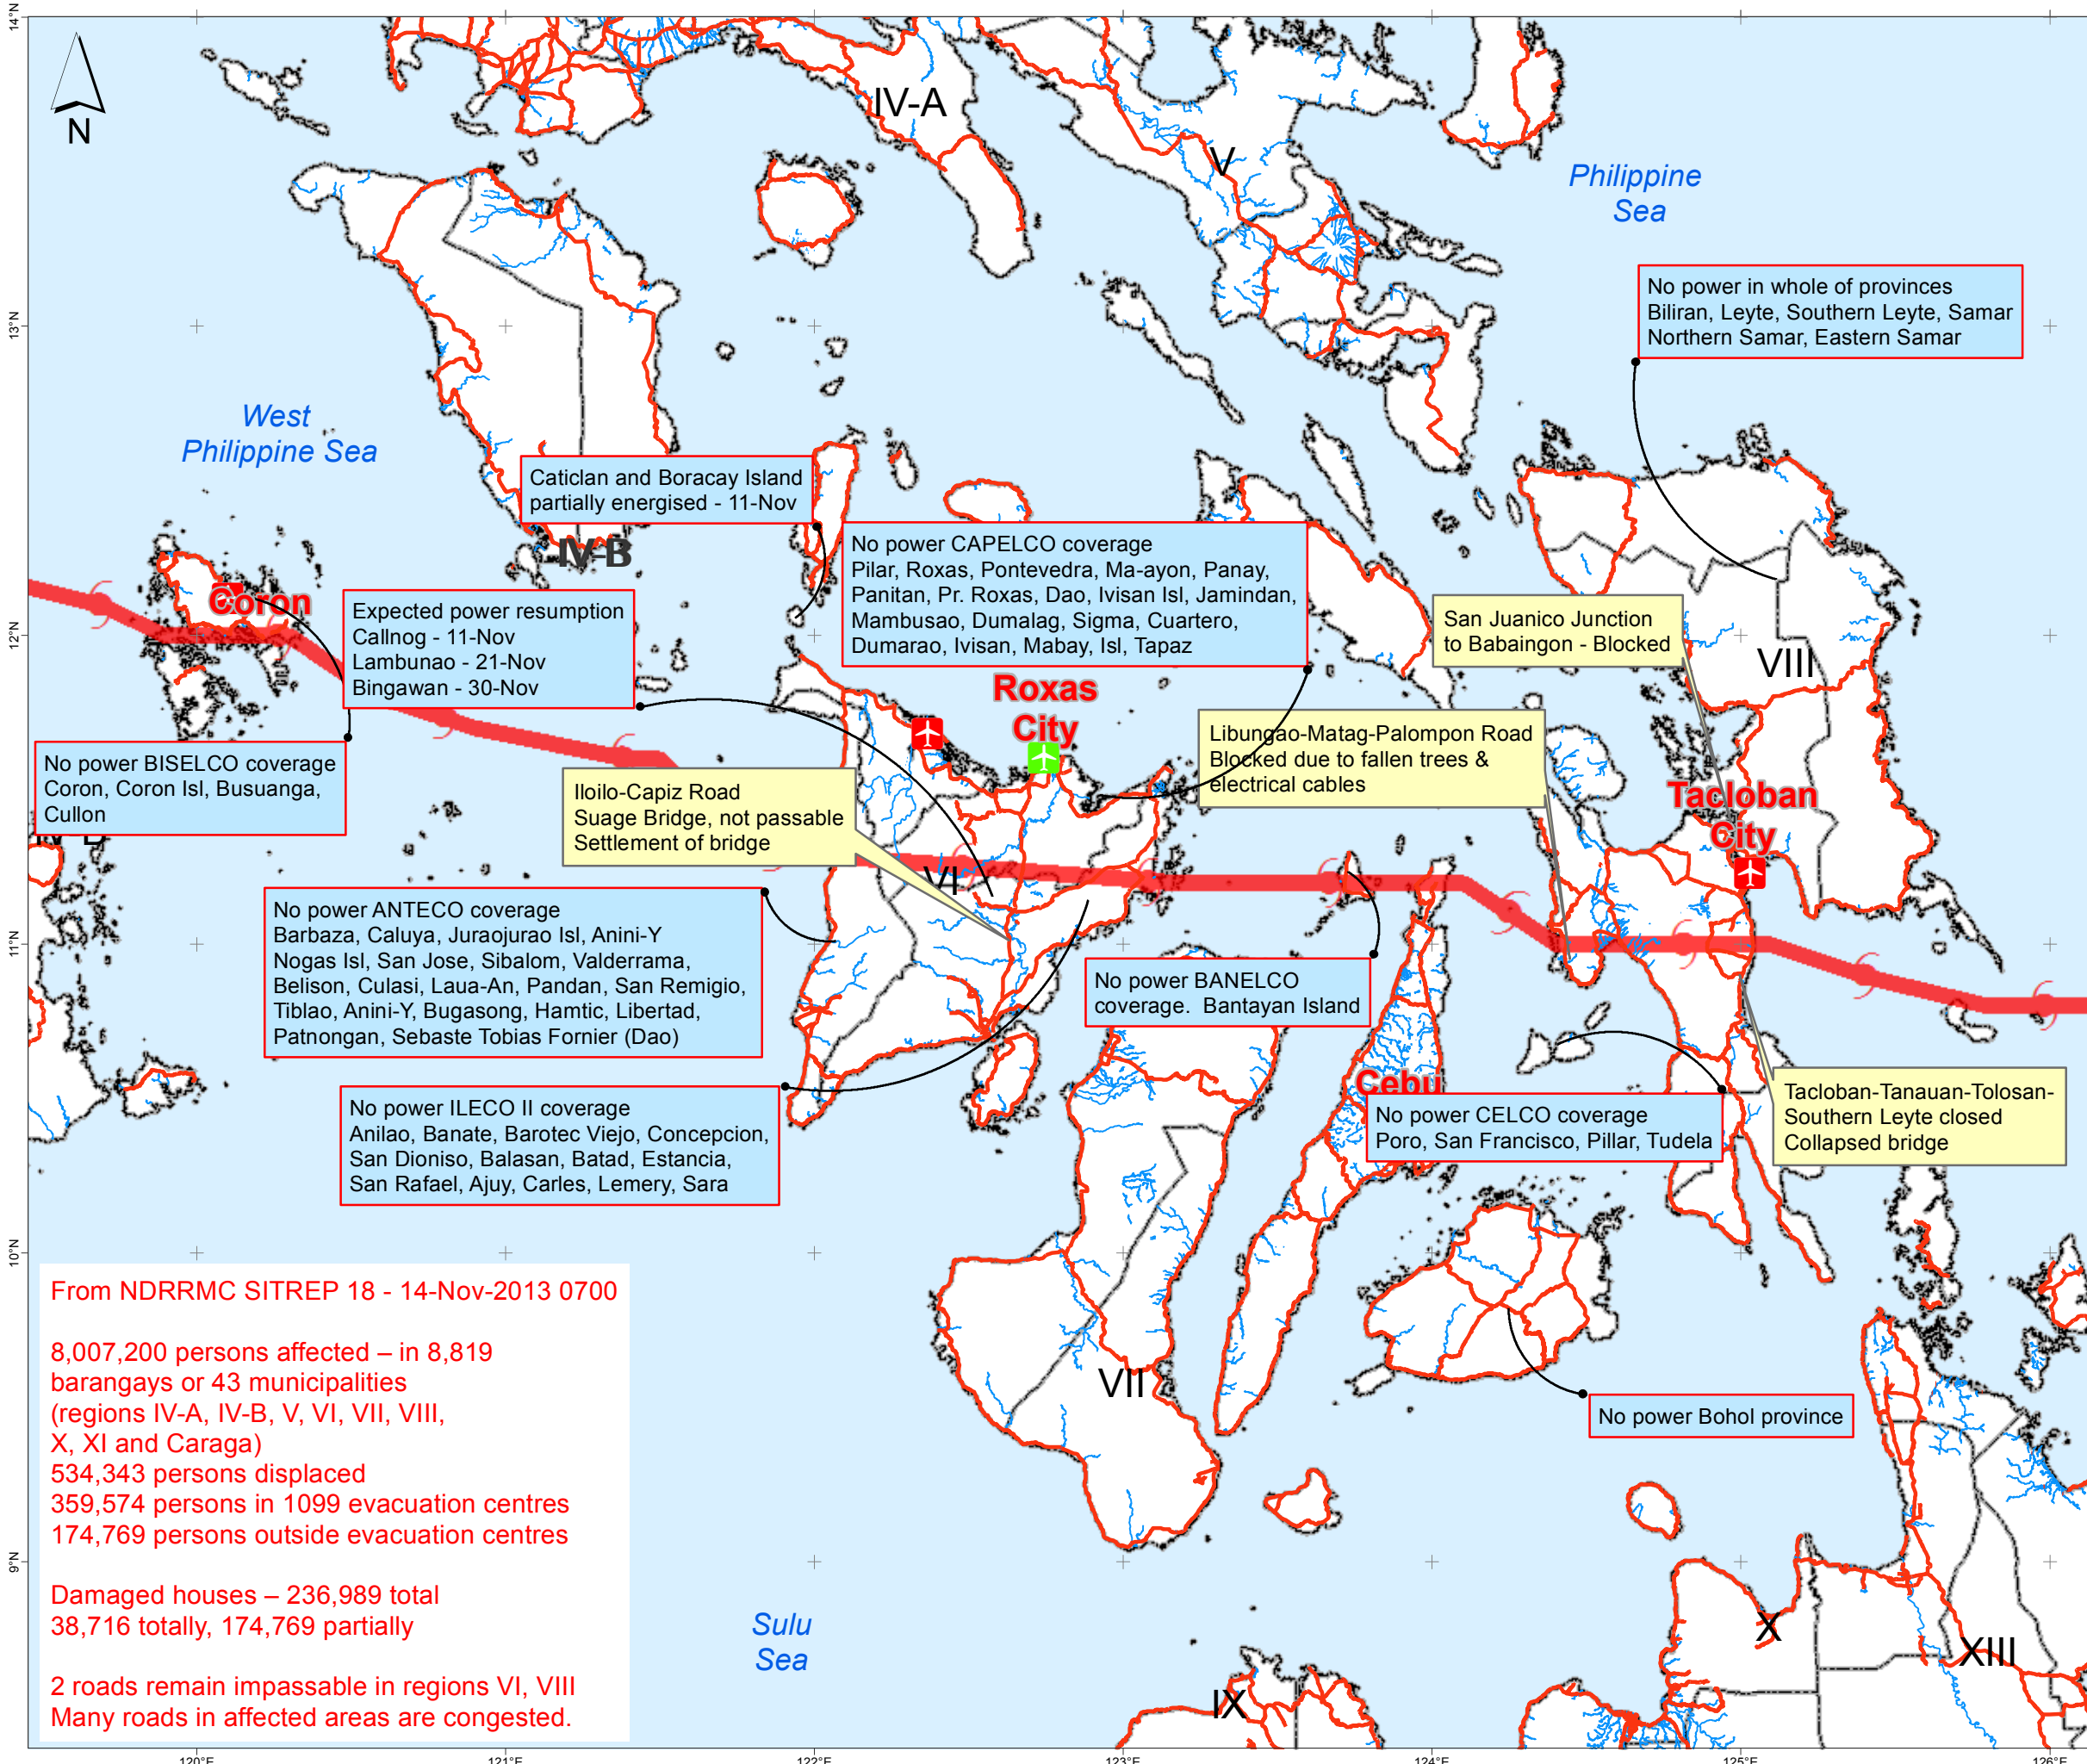 14°N
N
IV-A
V
Philippine
Sea
No power in whole of provinces
Biliran, Leyte, Southern Leyte, Samar
Northern Samar, Eastern Samar
13°N
West
Philippine Sea
Caticlan and Boracay Island
partially energised - 11-Nov
IV-B
No power CAPELCO coverage
Pilar, Roxas, Pontevedra, Ma-ayon, Panay,
Panitan, Pr. Roxas, Dao, Ivisan Isl, Jamindan,
Mambusao, Dumalag, Sigma, Cuartero,
Dumarao, Ivisan, Mabay, Isl, Tapaz
Coron
Expected power resumption
Callnog - 11-Nov
Lambunao - 21-Nov
Bingawan - 30-Nov
12°N
San Juanico Junction
to Babaingon - Blocked
VIII
Roxas
City
Libungao-Matag-Palompon Road
Blocked due to fallen trees &
electrical cables
No power BISELCO coverage
Coron, Coron Isl, Busuanga,
Cullon
Iloilo-Capiz Road
Suage Bridge, not passable
Settlement of bridge
Tacloban
City
IV-B
VI
11°N
No power ANTECO coverage
Barbaza, Caluya, Juraojurao Isl, Anini-Y
Nogas Isl, San Jose, Sibalom, Valderrama,
Belison, Culasi, Laua-An, Pandan, San Remigio,
Tiblao, Anini-Y, Bugasong, Hamtic, Libertad,
Patnongan, Sebaste Tobias Fornier (Dao)
No power BANELCO
coverage. Bantayan Island
Cebu
No power CELCO coverage
Poro, San Francisco, Pillar, Tudela
Tacloban-Tanauan-Tolosan-
Southern Leyte closed
Collapsed bridge
No power ILECO II coverage
Anilao, Banate, Barotec Viejo, Concepcion,
San Dioniso, Balasan, Batad, Estancia,
San Rafael, Ajuy, Carles, Lemery, Sara
10°N
From NDRRMC SITREP 18 - 14-Nov-2013 0700
8,007,200 persons affected – in 8,819
barangays or 43 municipalities
(regions IV-A, IV-B, V, VI, VII, VIII,
X, XI and Caraga)
534,343 persons displaced
359,574 persons in 1099 evacuation centres
174,769 persons outside evacuation centres
Damaged houses – 236,989 total
38,716 totally, 174,769 partially
2 roads remain impassable in regions VI, VIII
Many roads in affected areas are congested.
VII
No power Bohol province
9°N
Sulu
Sea
X
XIII
IX
120°E 121°E 122°E 123°E 124°E 125°E 126°E